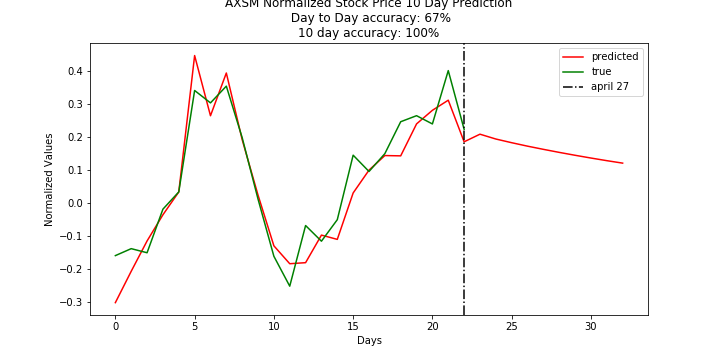 AXSM Normalized Stock Price 10 Day Prediction
Day to Day accuracy: 67%
10 day accuracy: 100%
predicted
true
april 27
0.4
0.3
0.2
0.1
0.0
−0.1
−0.2
−0.3
Normalized Values
0 5 10 15 20 25 30
Days